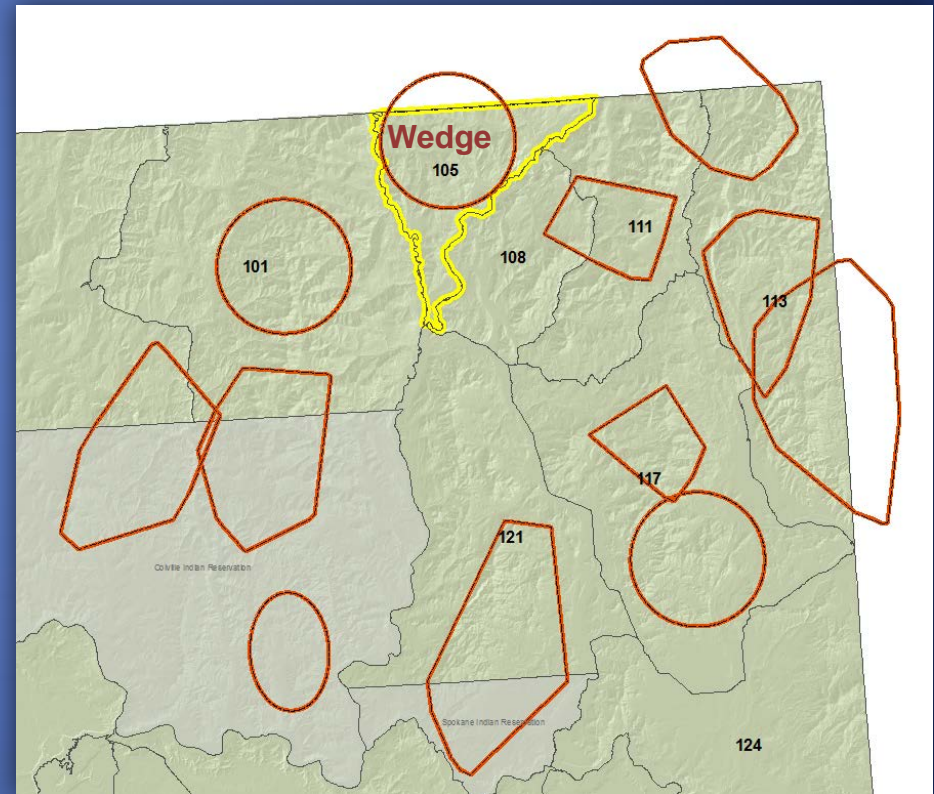 Wedge
105
111
108
101
113
117
121
Colville Indian Reservation
Spokane Indian Reservation
124